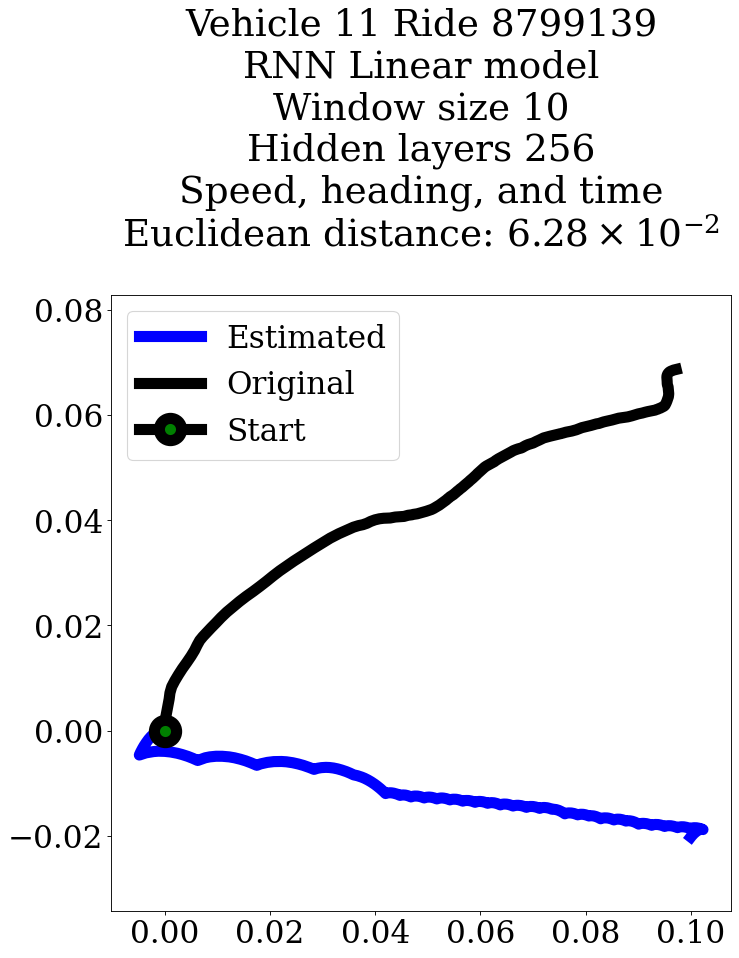 Vehicle 11 Ride 8799139
RNN Linear model
Window size 10
Hidden layers 256
Speed, heading, and time
Euclidean distance: 6.28 × 10⁻²
0.08
0.06
0.04
0.02
0.00
−0.02
Estimated
Original
Start
0.00 0.02 0.04 0.06 0.08 0.10